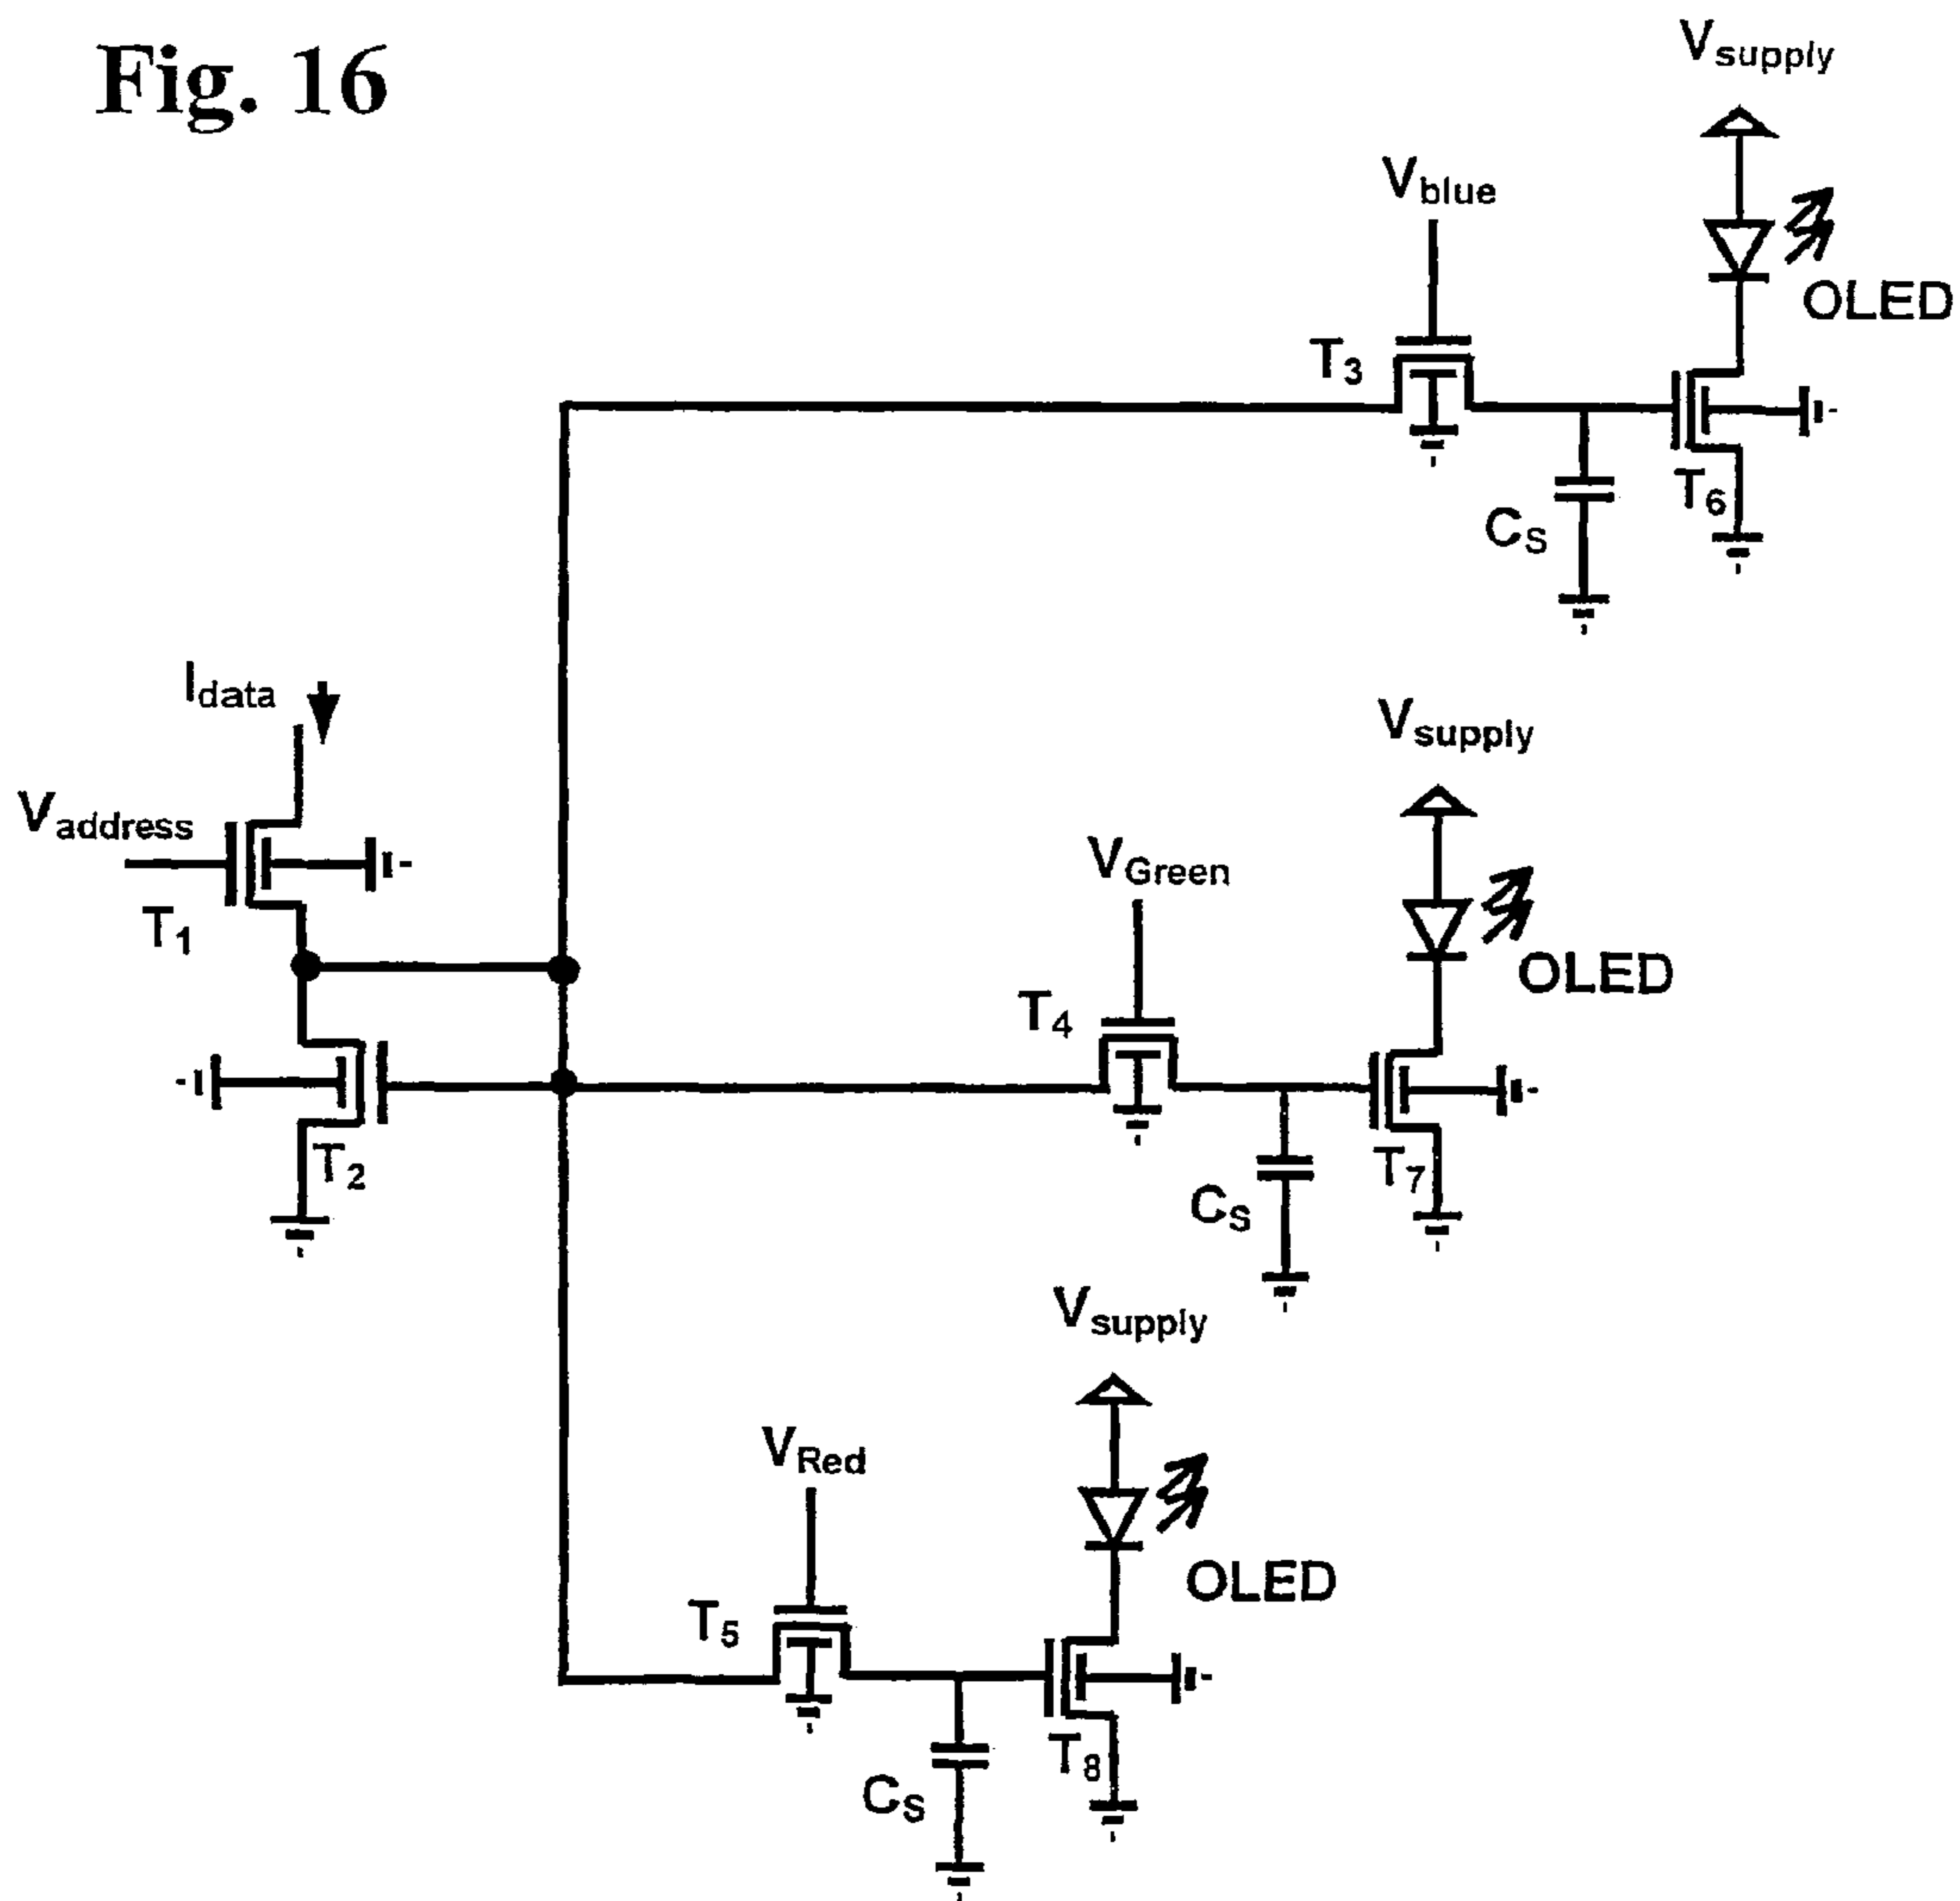 Fig. 16
Vsupply
Vblue
OLED
T3
T6
CS
Idata
Vsupply
Vaddress
VGreen
T1
OLED
T4
T2
T7
CS
Vsupply
VRed
OLED
T5
T8
CS